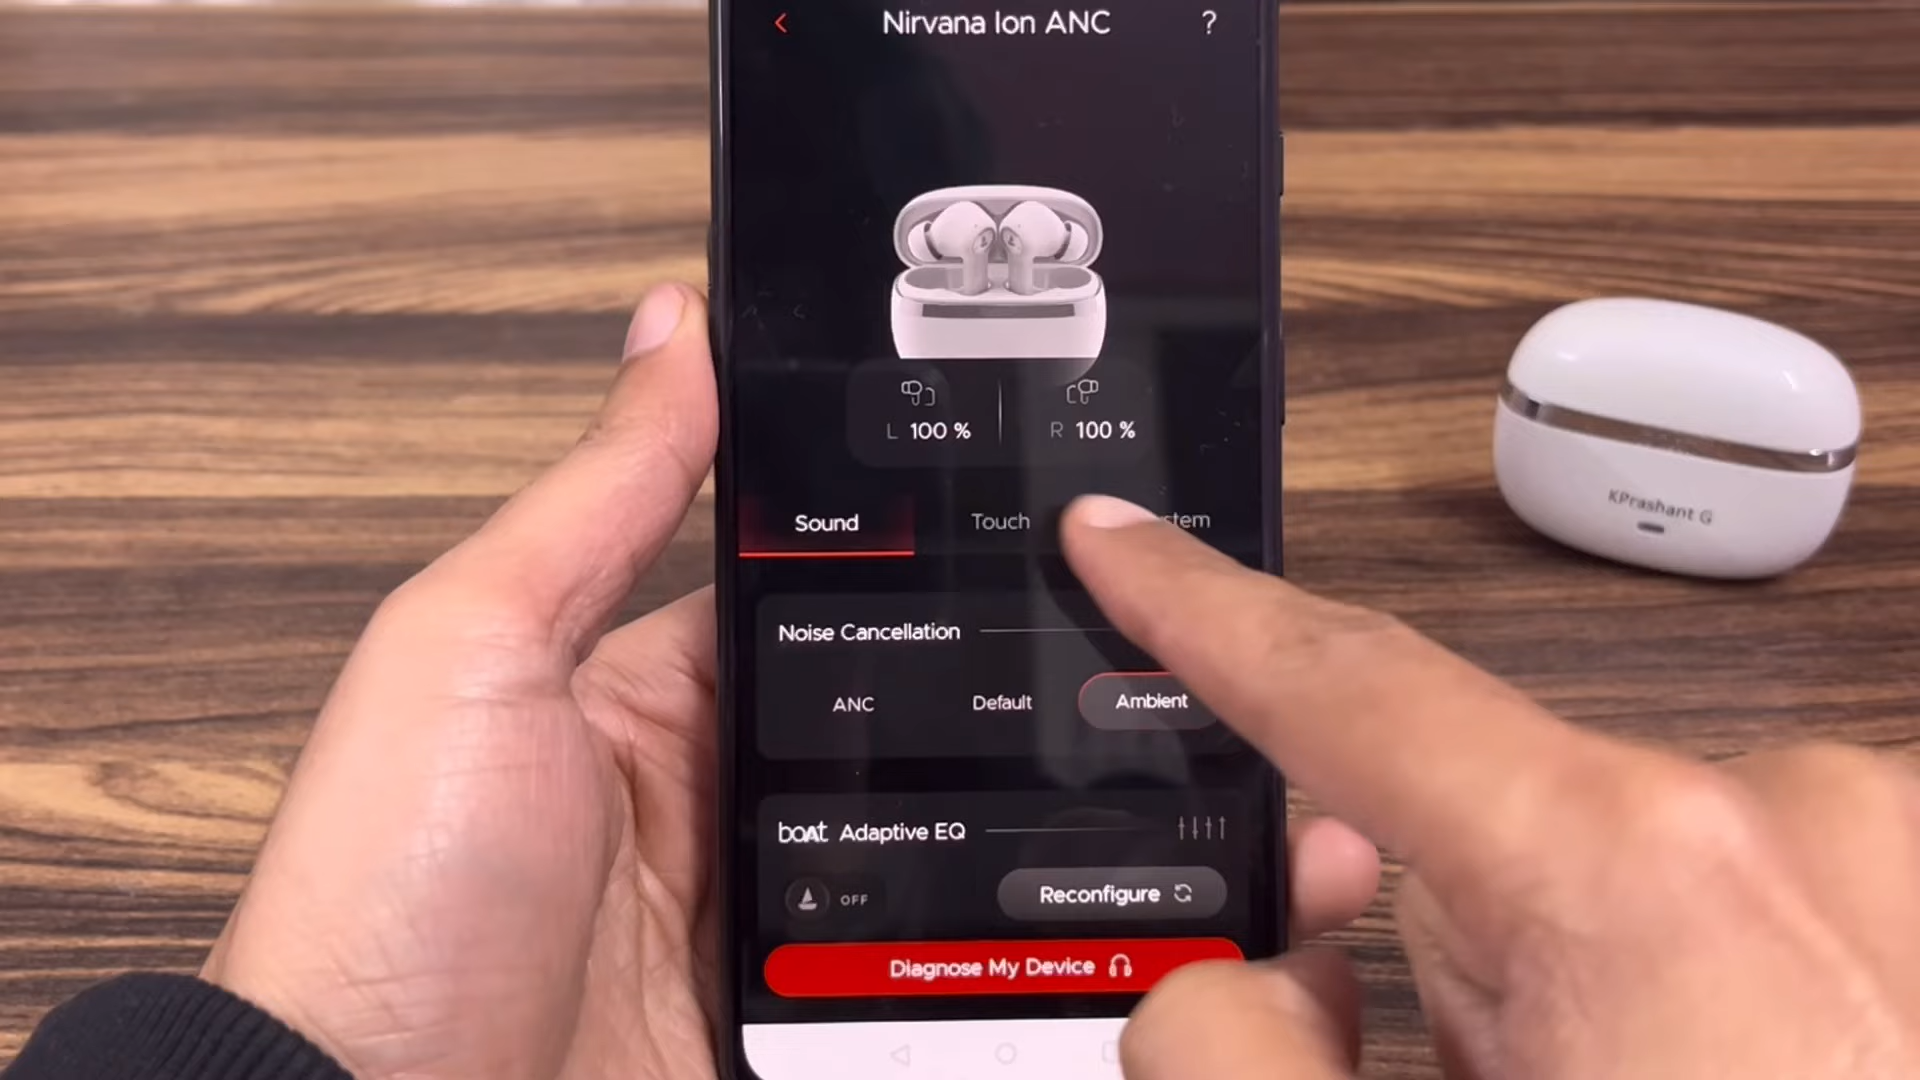 Nirvana Ion ANC ?
L 100 % R 100 %
Sound Touch
Noise Cancellation
ANC Default Ambient
boAt Adaptive EQ
OFF Reconfigure
Diagnose My Device
KPrashant G